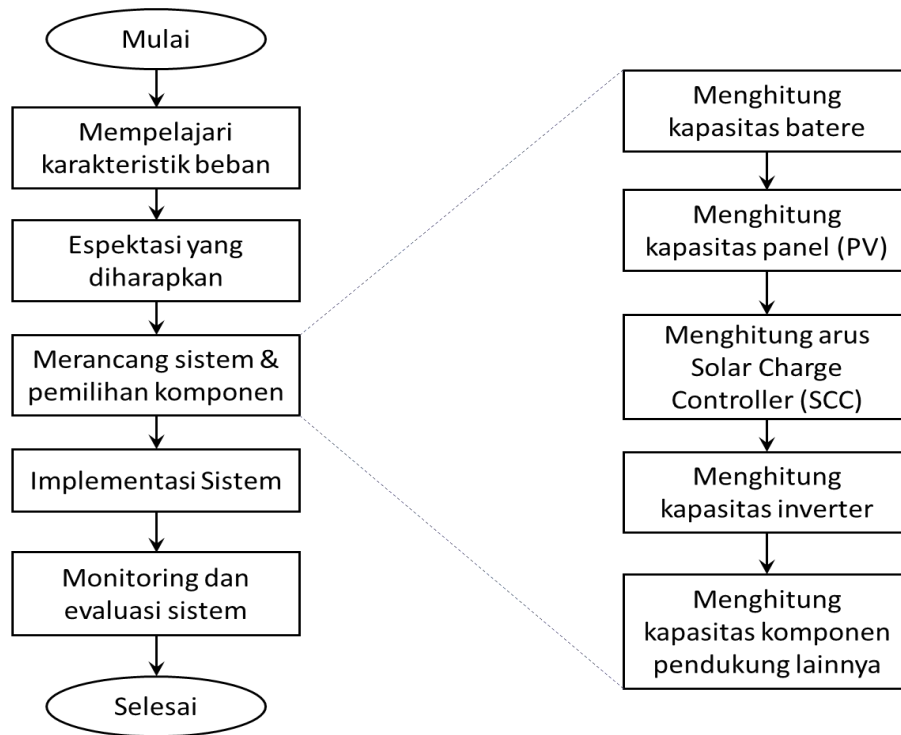 Mulai
Mempelajari
karakteristik beban
Espektasi yang
diharapkan
Merancang sistem &
pemilihan komponen
Implementasi Sistem
Monitoring dan
evaluasi sistem
Selesai
Menghitung
kapasitas batere
Menghitung
kapasitas panel (PV)
Menghitung arus
Solar Charge
Controller (SCC)
Menghitung
kapasitas inverter
Menghitung
kapasitas komponen
pendukung lainnya